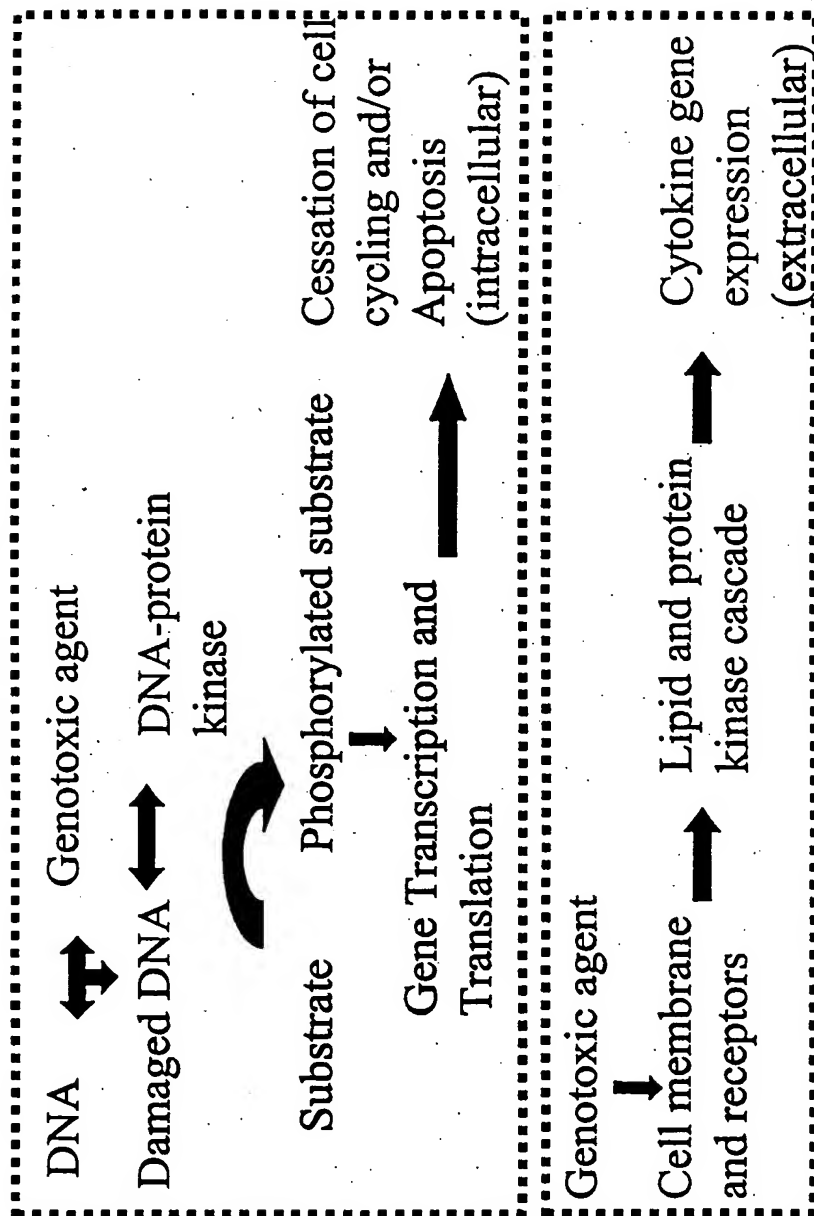 DNA
Genotoxic agent
Damaged DNA
DNA-protein
kinase
Substrate
Phosphorylated substrate
Gene Transcription and
Translation
Cessation of cell
cycling and/or
Apoptosis
(intracellular)
Genotoxic agent
Cell membrane
and receptors
Lipid and protein
kinase cascade
Cytokine gene
expression
(extracellular)